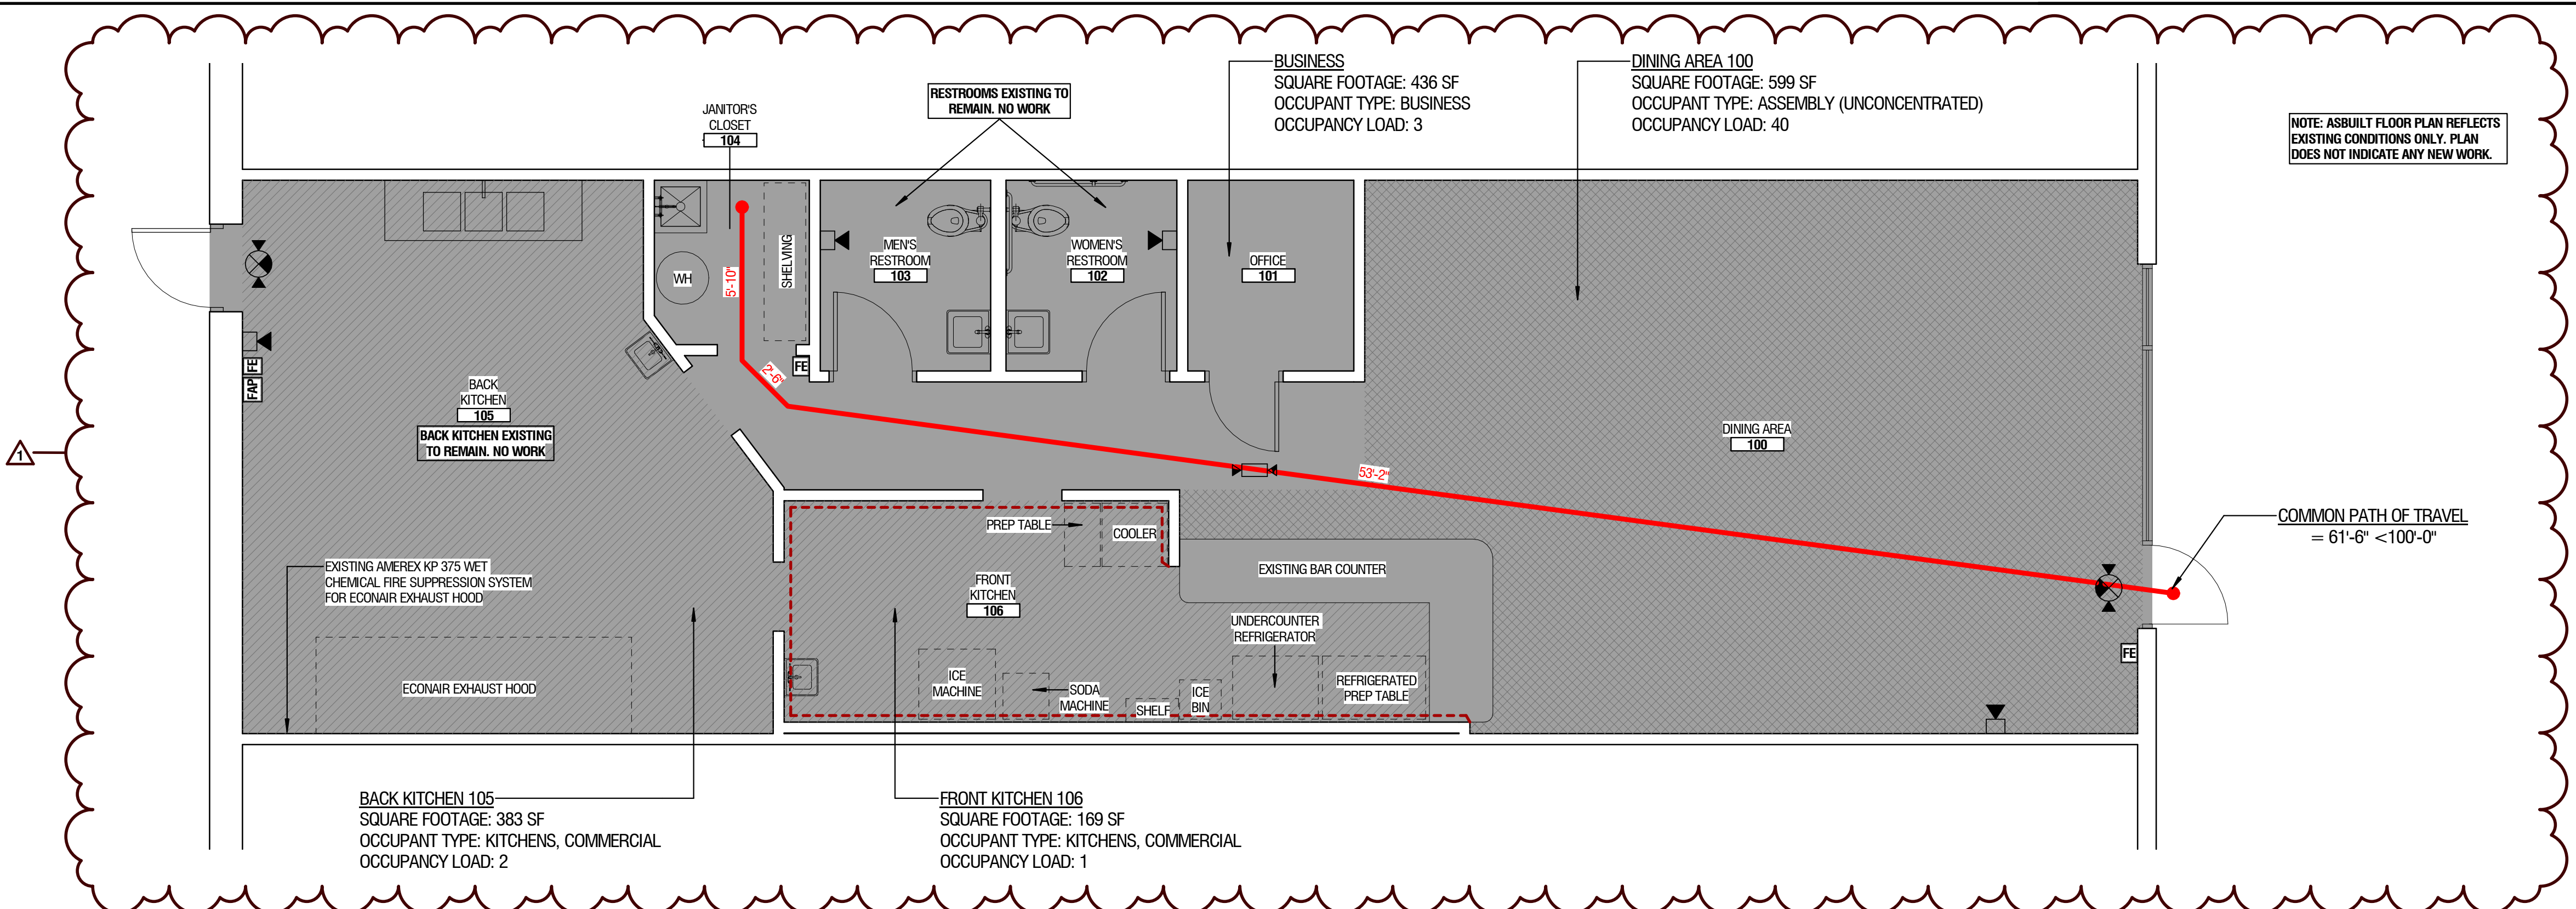 BUSINESS
SQUARE FOOTAGE: 436 SF
OCCUPANT TYPE: BUSINESS
OCCUPANCY LOAD: 3
DINING AREA 100
SQUARE FOOTAGE: 599 SF
OCCUPANT TYPE: ASSEMBLY (UNCONCENTRATED)
OCCUPANCY LOAD: 40
RESTROOMS EXISTING TO
REMAIN. NO WORK
JANITOR'S
CLOSET
104
NOTE: ASBUILT FLOOR PLAN REFLECTS
EXISTING CONDITIONS ONLY. PLAN
DOES NOT INDICATE ANY NEW WORK.
WH
5'-10"
SHELVING
MEN'S
RESTROOM
103
WOMEN'S
RESTROOM
102
OFFICE
101
FE
FAP
FE
2'-6"
BACK
KITCHEN
105
BACK KITCHEN EXISTING
TO REMAIN. NO WORK
1
DINING AREA
100
53'-2"
COMMON PATH OF TRAVEL
= 61'-6" <100'-0"
PREP TABLE
COOLER
EXISTING AMEREX KP 375 WET
CHEMICAL FIRE SUPPRESSION SYSTEM
FOR ECONAIR EXHAUST HOOD
FRONT
KITCHEN
106
EXISTING BAR COUNTER
UNDERCOUNTER
REFRIGERATOR
FE
ECONAIR EXHAUST HOOD
ICE
MACHINE
SODA
MACHINE
SHELF
ICE
BIN
REFRIGERATED
PREP TABLE
BACK KITCHEN 105
SQUARE FOOTAGE: 383 SF
OCCUPANT TYPE: KITCHENS, COMMERCIAL
OCCUPANCY LOAD: 2
FRONT KITCHEN 106
SQUARE FOOTAGE: 169 SF
OCCUPANT TYPE: KITCHENS, COMMERCIAL
OCCUPANCY LOAD: 1